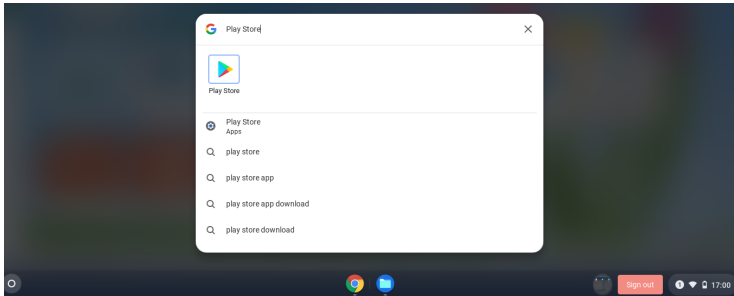 Play Store
Play Store
Play Store
Apps
play store
play store app
play store app download
play store download
Sign out
1
17:00